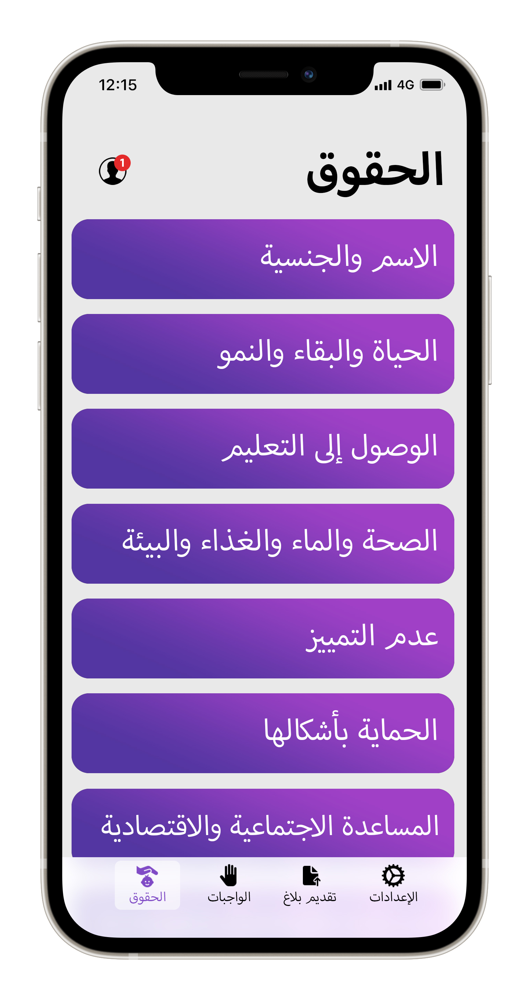 12:15
4G
الحقوق
1
الاسم والجنسية
الحياة والبقاء والنمو
الوصول إلى التعليم
الصحة والماء والغذاء والبيئة
عدم التمييز
الحماية بأشكالها
المساعدة الاجتماعية والاقتصادية
الإعدادات
تقديم بلاغ
الواجبات
الحقوق